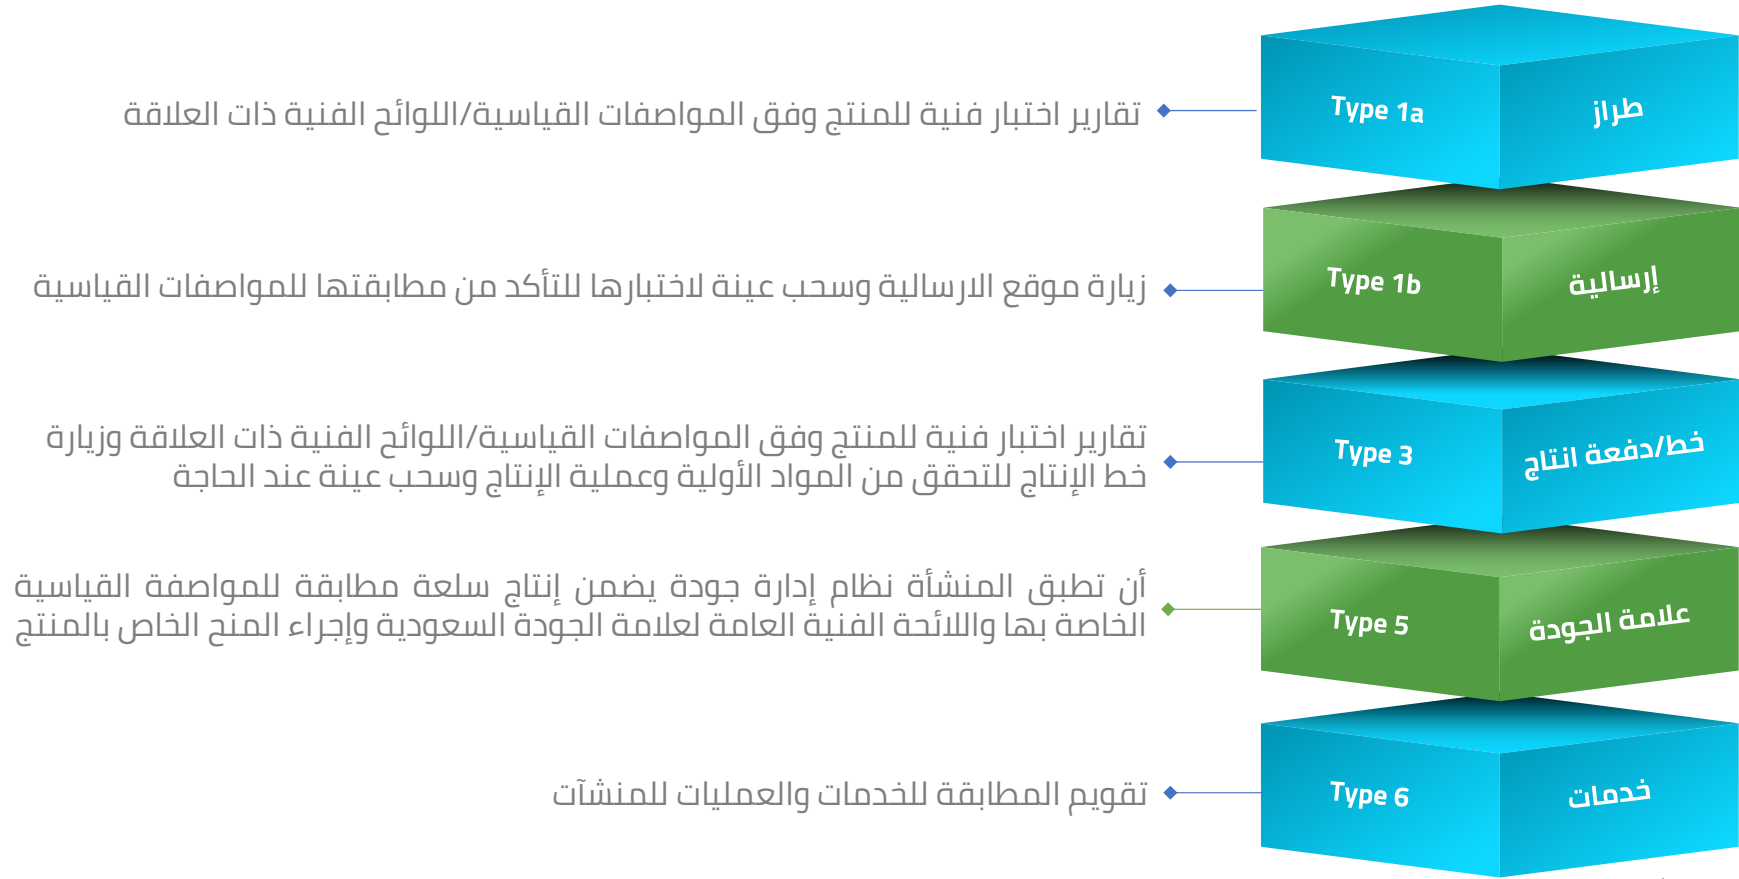 طراز
Type 1a
تقارير اختبار فنية للمنتج وفق المواصفات القياسية/اللوائح الفنية ذات العلاقة
إرسالية
Type 1b
زيارة موقع الارسالية وسحب عينة لاختبارها للتأكد من مطابقتها للمواصفات القياسية
خط/دفعة انتاج
Type 3
تقارير اختبار فنية للمنتج وفق المواصفات القياسية/اللوائح الفنية ذات العلاقة وزيارة
خط الإنتاج للتحقق من المواد الأولية وعملية الإنتاج وسحب عينة عند الحاجة
علامة الجودة
Type 5
أن تطبق المنشأة نظام إدارة جودة يضمن إنتاج سلعة مطابقة للمواصفة القياسية
الخاصة بها واللائحة الفنية العامة لعلامة الجودة السعودية وإجراء المنح الخاص بالمنتج
خدمات
Type 6
تقويم المطابقة للخدمات والعمليات للمنشآت